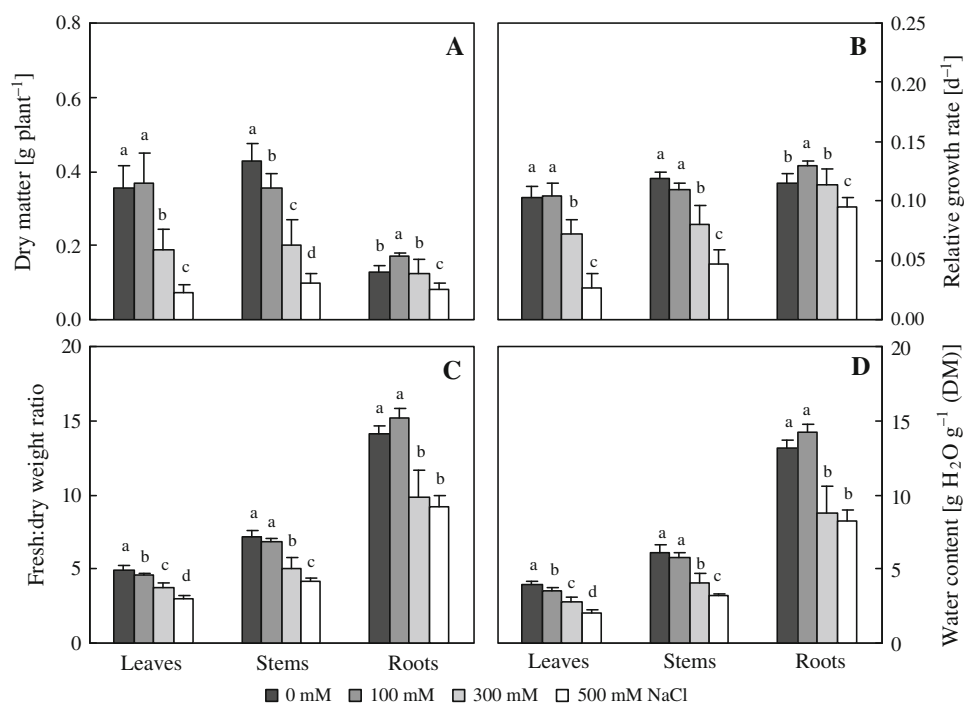 0.8
0.6
0.4
0.2
0.0
Dry matter [g plant⁻¹]
A
a a b c
a b c d
b a b c
B
a a b c
a a b c
b a b c
0.25
0.20
0.15
0.10
0.05
0.00
Relative growth rate [d⁻¹]
20
15
10
5
0
Fresh:dry weight ratio
C
a b c d
a a b c
a a b b
Leaves Stems Roots
D
a b c d
a a b c
a a b b
Leaves Stems Roots
20
15
10
5
0
Water content [g H₂O g⁻¹ (DM)]
0 mM 100 mM 300 mM 500 mM NaCl